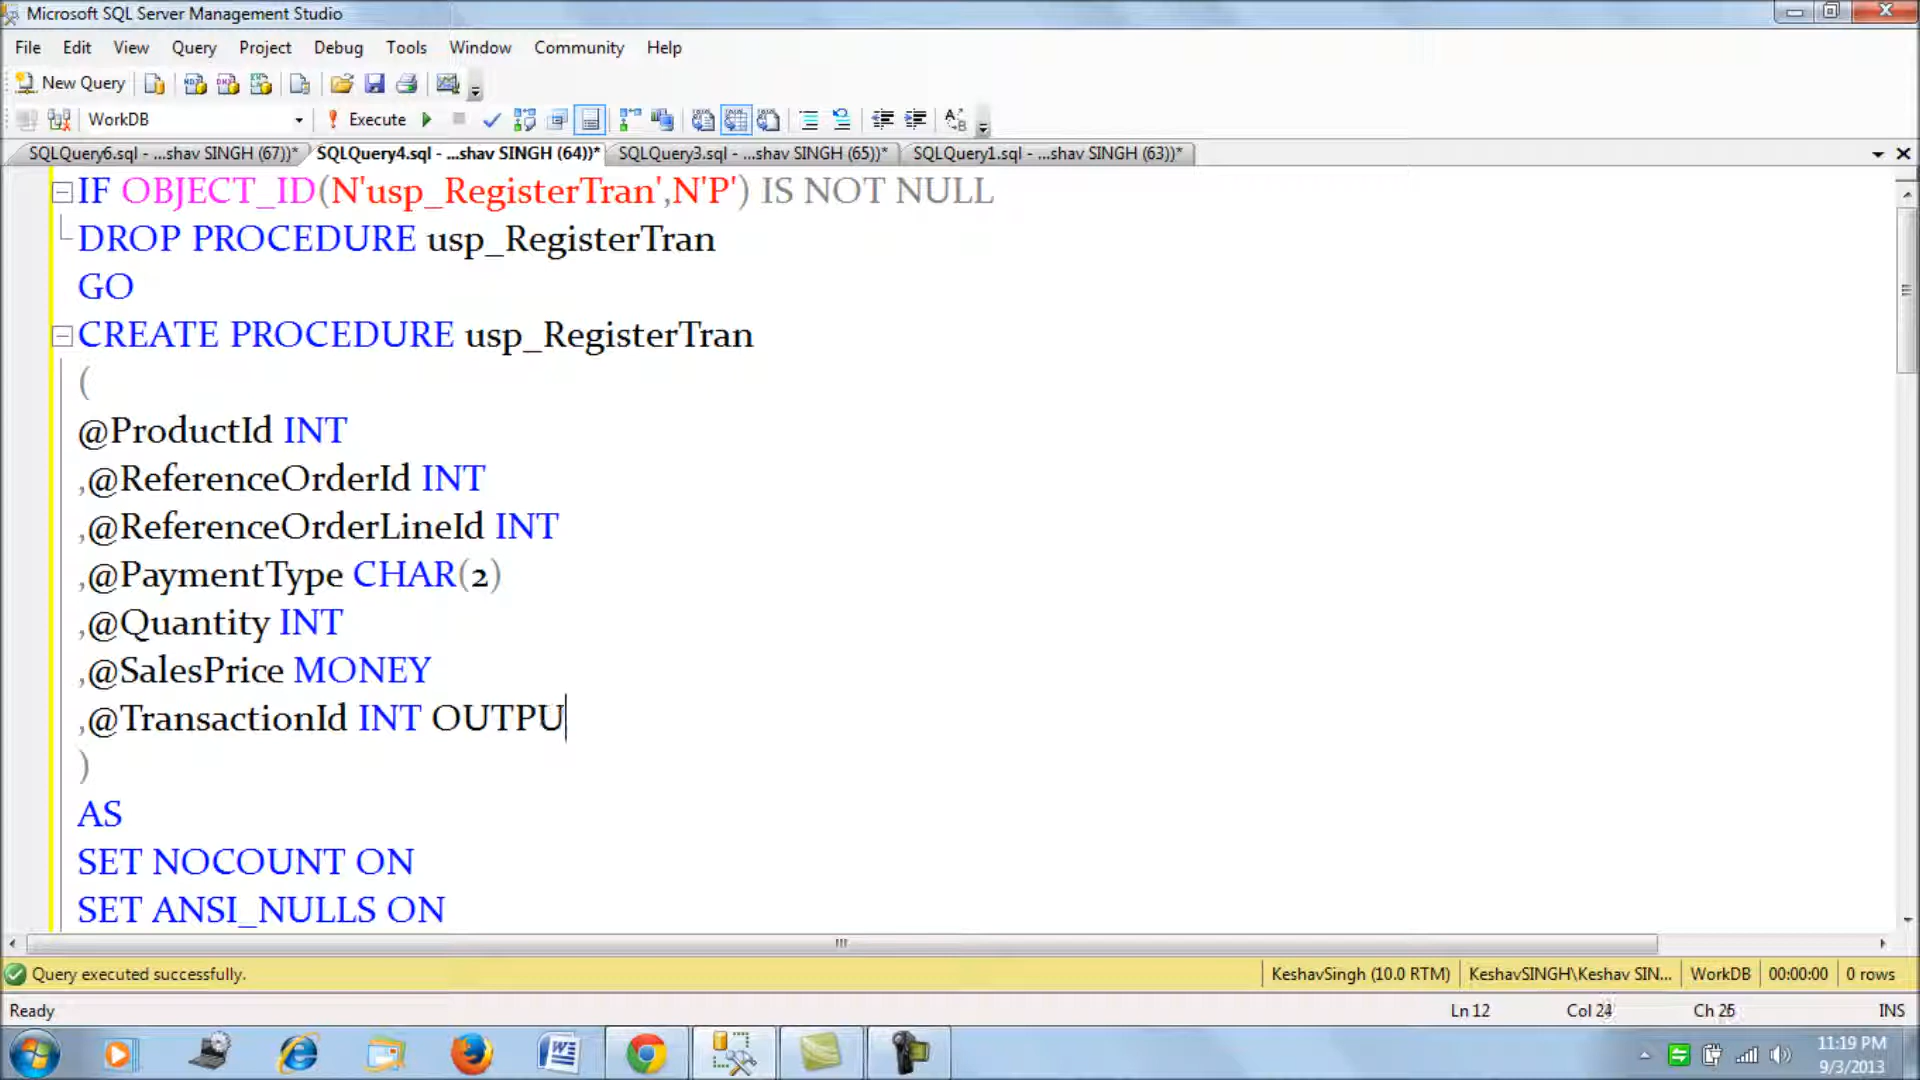 Microsoft SQL Server Management Studio
File Edit View Query Project Debug Tools Window Community Help
New Query
WorkDB Execute
SQLQuery6.sql - ...shav SINGH (67))* SQLQuery4.sql - ...shav SINGH (64))* SQLQuery3.sql - ...shav SINGH (65))* SQLQuery1.sql - ...shav SINGH (63))*
IF OBJECT_ID(N'usp_RegisterTran',N'P') IS NOT NULL
DROP PROCEDURE usp_RegisterTran
GO
CREATE PROCEDURE usp_RegisterTran
(
@ProductId INT
,@ReferenceOrderId INT
,@ReferenceOrderLineId INT
,@PaymentType CHAR(2)
,@Quantity INT
,@SalesPrice MONEY
,@TransactionId INT OUTPU
)
AS
SET NOCOUNT ON
SET ANSI_NULLS ON
Query executed successfully. KeshavSingh (10.0 RTM) KeshavSINGH\Keshav SIN... WorkDB 00:00:00 0 rows
Ready Ln 12 Col 24 Ch 25 INS
11:19 PM
9/3/2013